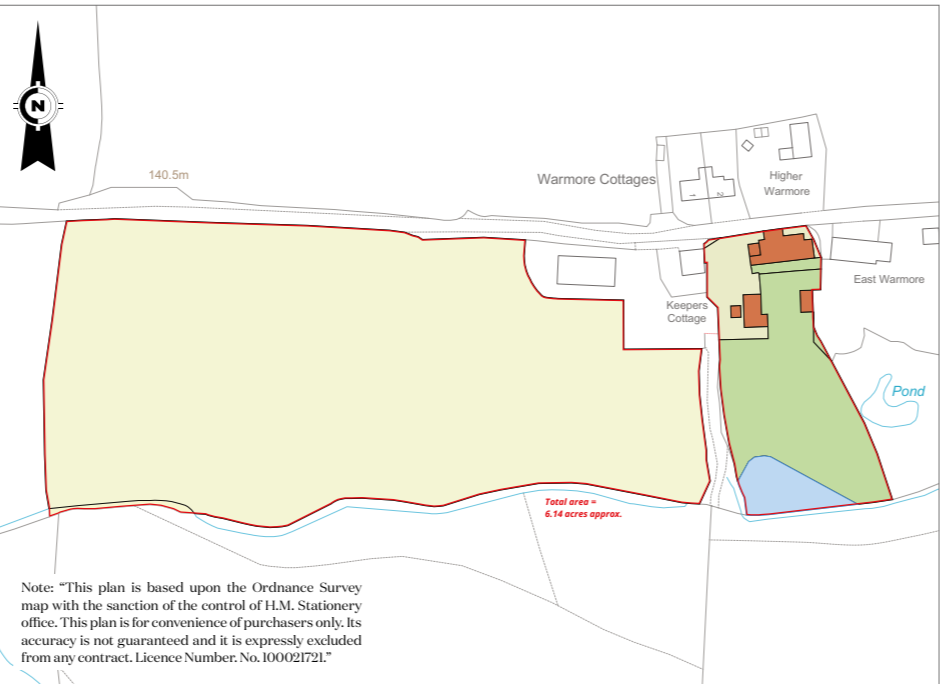 N
140.5m
Warmore Cottages
Higher
Warmore
1
2
East Warmore
Keepers
Cottage
Pond
Total area =
6.14 acres approx.
Note: “This plan is based upon the Ordnance Survey
map with the sanction of the control of H.M. Stationery
office. This plan is for convenience of purchasers only. Its
accuracy is not guaranteed and it is expressly excluded
from any contract. Licence Number. No. 100021721.”